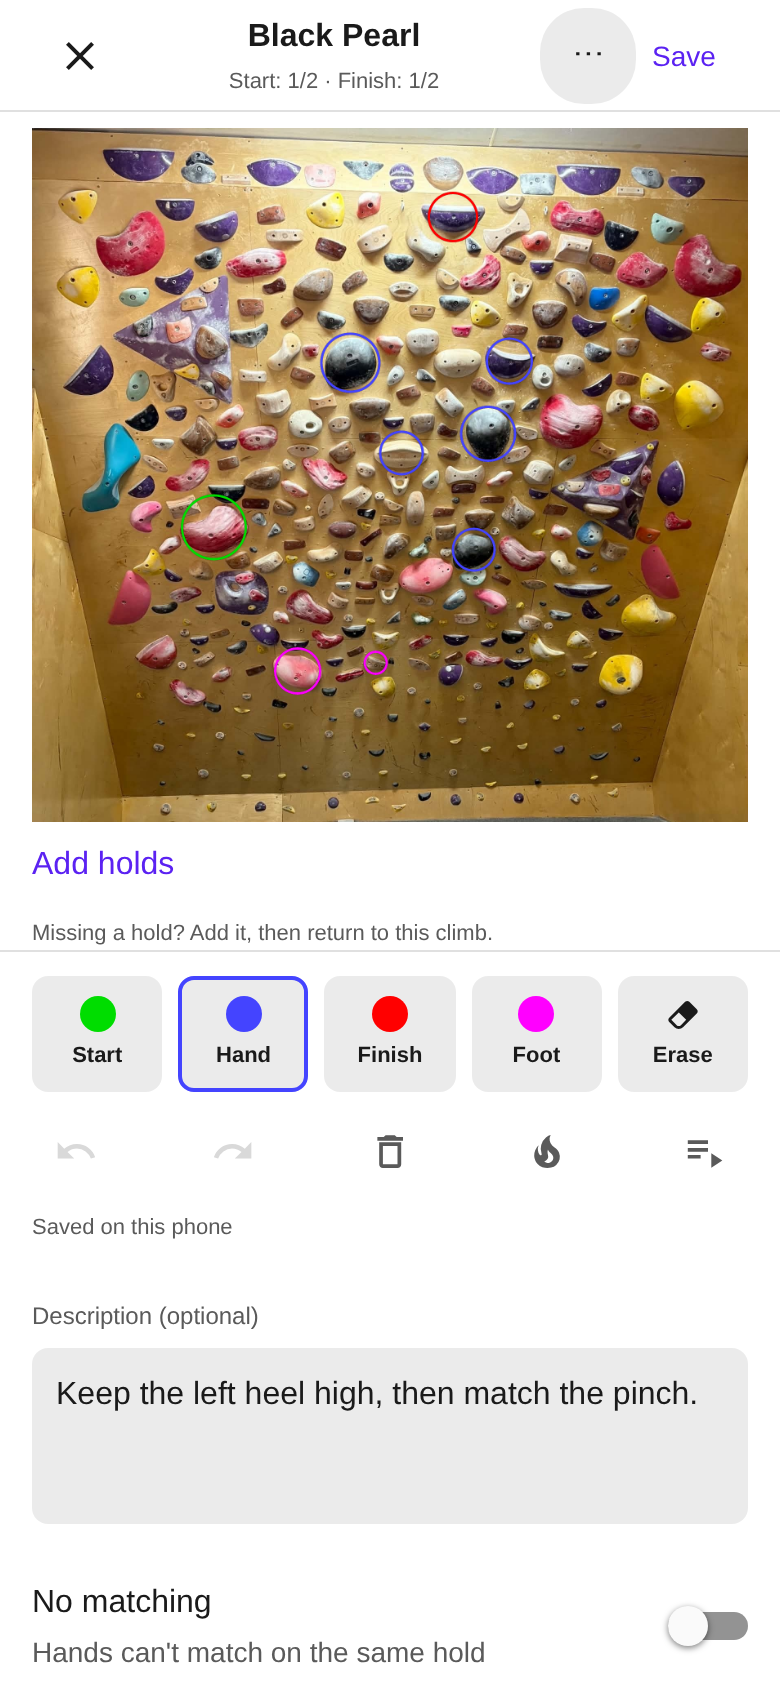 Black Pearl
Start: 1/2 · Finish: 1/2
...
Save
Add holds
Missing a hold? Add it, then return to this climb.
Start
Hand
Finish
Foot
Erase
Saved on this phone
Description (optional)
Keep the left heel high, then match the pinch.
No matching
Hands can't match on the same hold